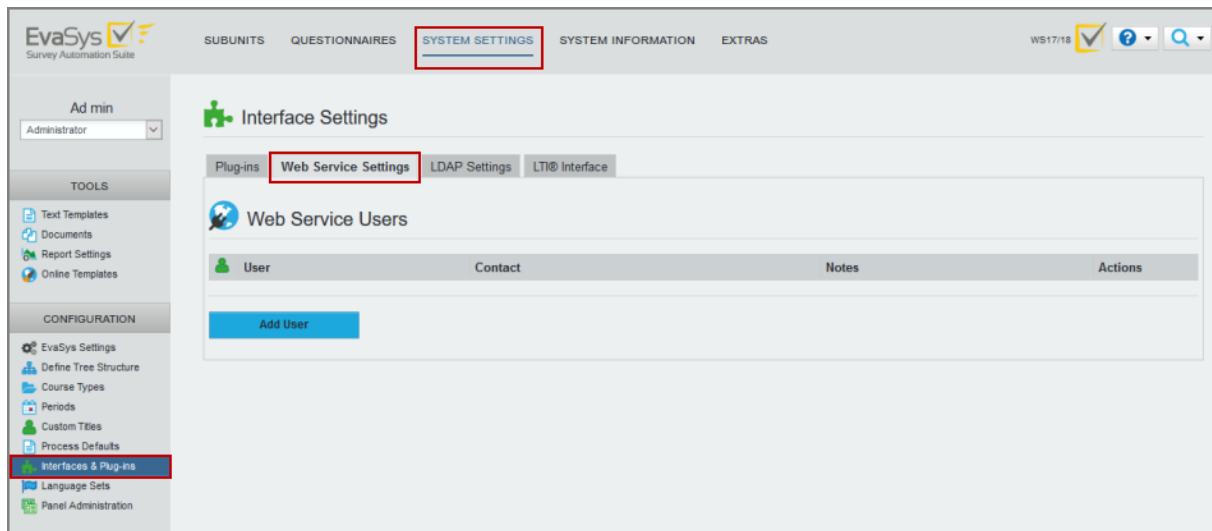 EvaSys
Survey Automation Suite
SUBUNITS QUESTIONNAIRES SYSTEM SETTINGS SYSTEM INFORMATION EXTRAS
WS17/18
Ad min
Administrator
TOOLS
Text Templates
Documents
Report Settings
Online Templates
CONFIGURATION
EvaSys Settings
Define Tree Structure
Course Types
Periods
Custom Titles
Process Defaults
Interfaces & Plug-ins
Language Sets
Panel Administration
Interface Settings
Plug-ins Web Service Settings LDAP Settings LTI® Interface
Web Service Users
User Contact Notes Actions
Add User